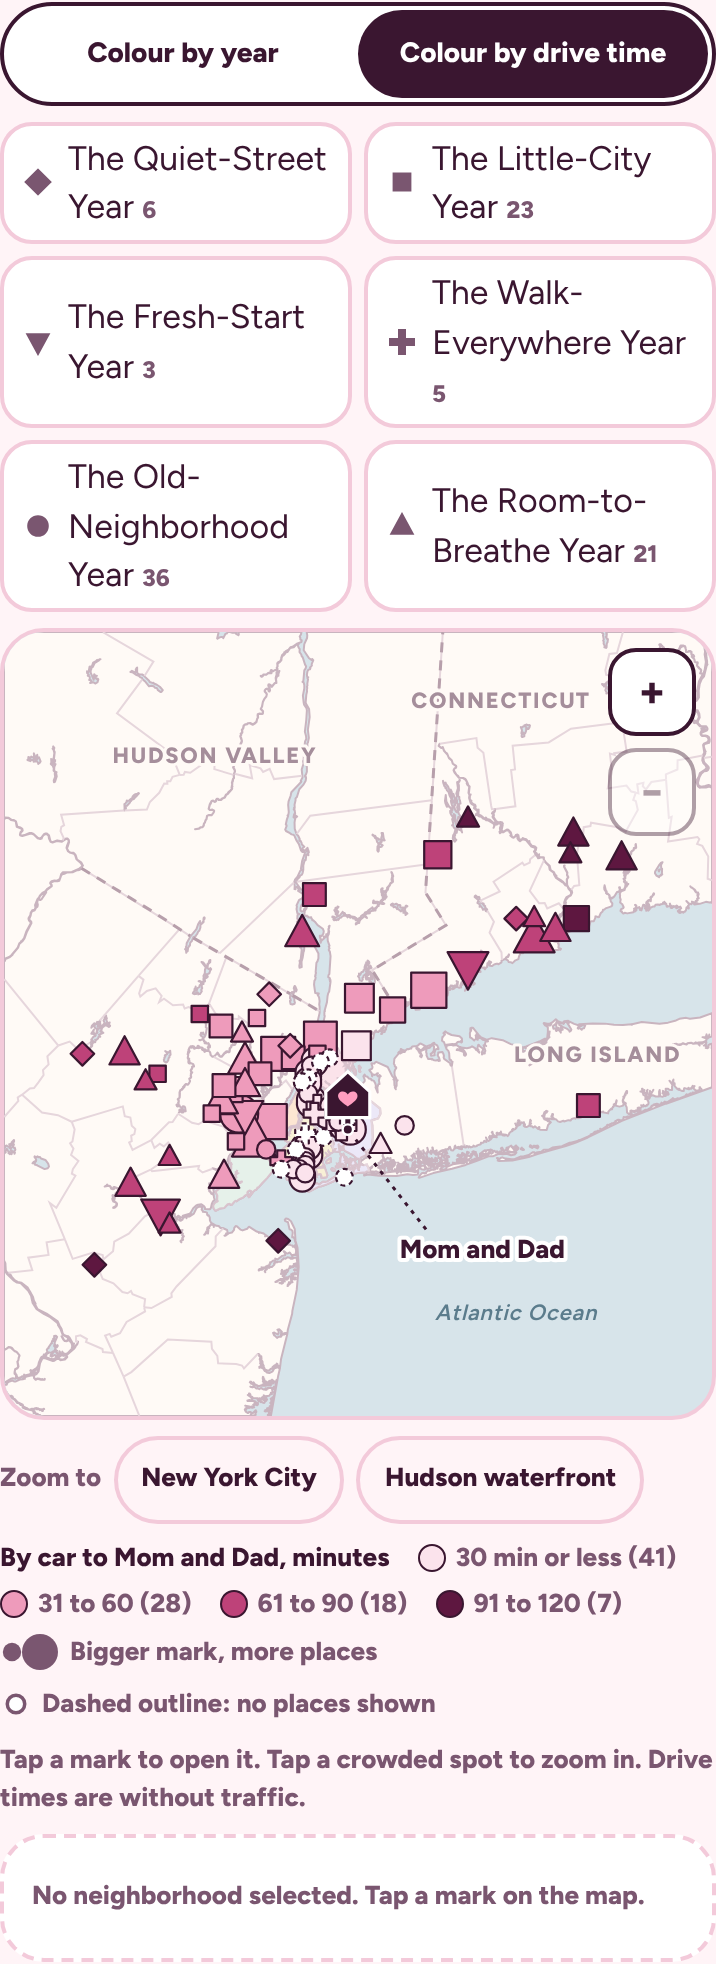 Colour by year
Colour by drive time
The Quiet-Street
Year 6
The Little-City
Year 23
The Fresh-Start
Year 3
The Walk-
Everywhere Year
5
The Old-
Neighborhood
Year 36
The Room-to-
Breathe Year 21
+
−
CONNECTICUT
HUDSON VALLEY
LONG ISLAND
Mom and Dad
Atlantic Ocean
Zoom to
New York City
Hudson waterfront
By car to Mom and Dad, minutes
30 min or less (41)
31 to 60 (28)
61 to 90 (18)
91 to 120 (7)
Bigger mark, more places
Dashed outline: no places shown
Tap a mark to open it. Tap a crowded spot to zoom in. Drive
times are without traffic.
No neighborhood selected. Tap a mark on the map.